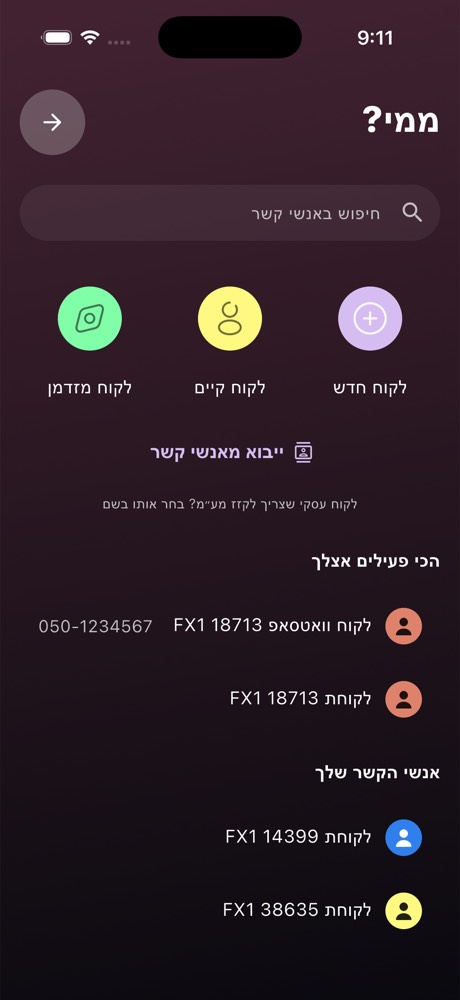 9:11
ממי?
חיפוש באנשי קשר
לקוח חדש
לקוח קיים
לקוח מזדמן
ייבוא מאנשי קשר
לקוח עסקי שצריך לקזז מע״מ? בחר אותו בשם
הכי פעילים אצלך
לקוח וואטסאפ FX1 18713
050-1234567
לקוחת FX1 18713
אנשי הקשר שלך
לקוחת FX1 14399
לקוחת FX1 38635